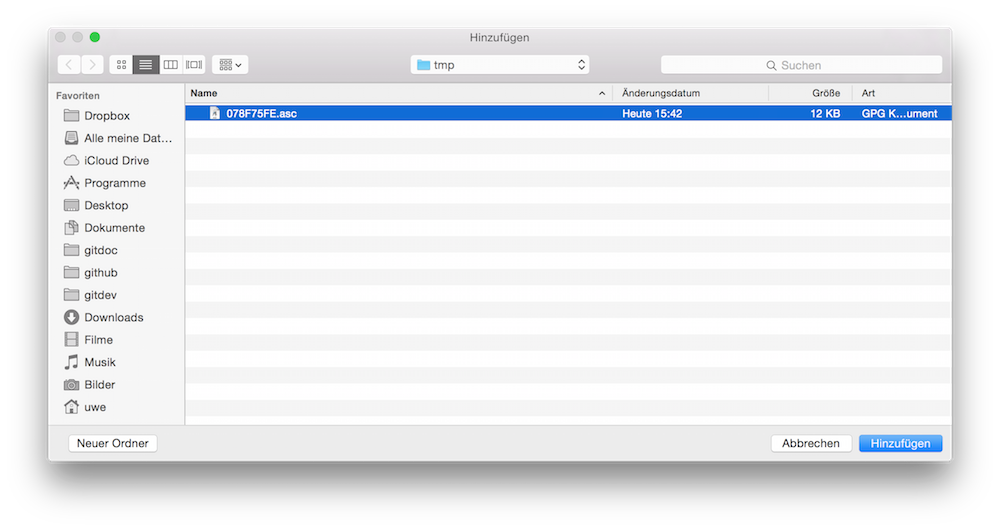 Hinzufügen
tmp
Suchen
Favoriten
Name Änderungsdatum Größe Art
Dropbox
078F75FE.asc Heute 15:42 12 KB GPG K...ument
Alle meine Dat...
iCloud Drive
Programme
Desktop
Dokumente
gitdoc
github
gitdev
Downloads
Filme
Musik
Bilder
uwe
Neuer Ordner Abbrechen Hinzufügen